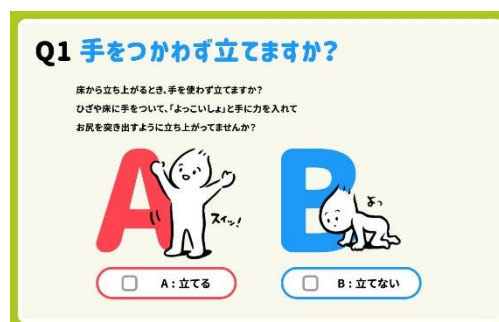 Q1 手をつかわず立てますか？
床から立ち上がるとき、手を使わず立てますか？
ひざや床に手をついて、「よっこいしょ」と手に力を入れて
お尻を突き出すように立ち上がってませんか？
A
スイッ!
B
よっ
A：立てる
B：立てない